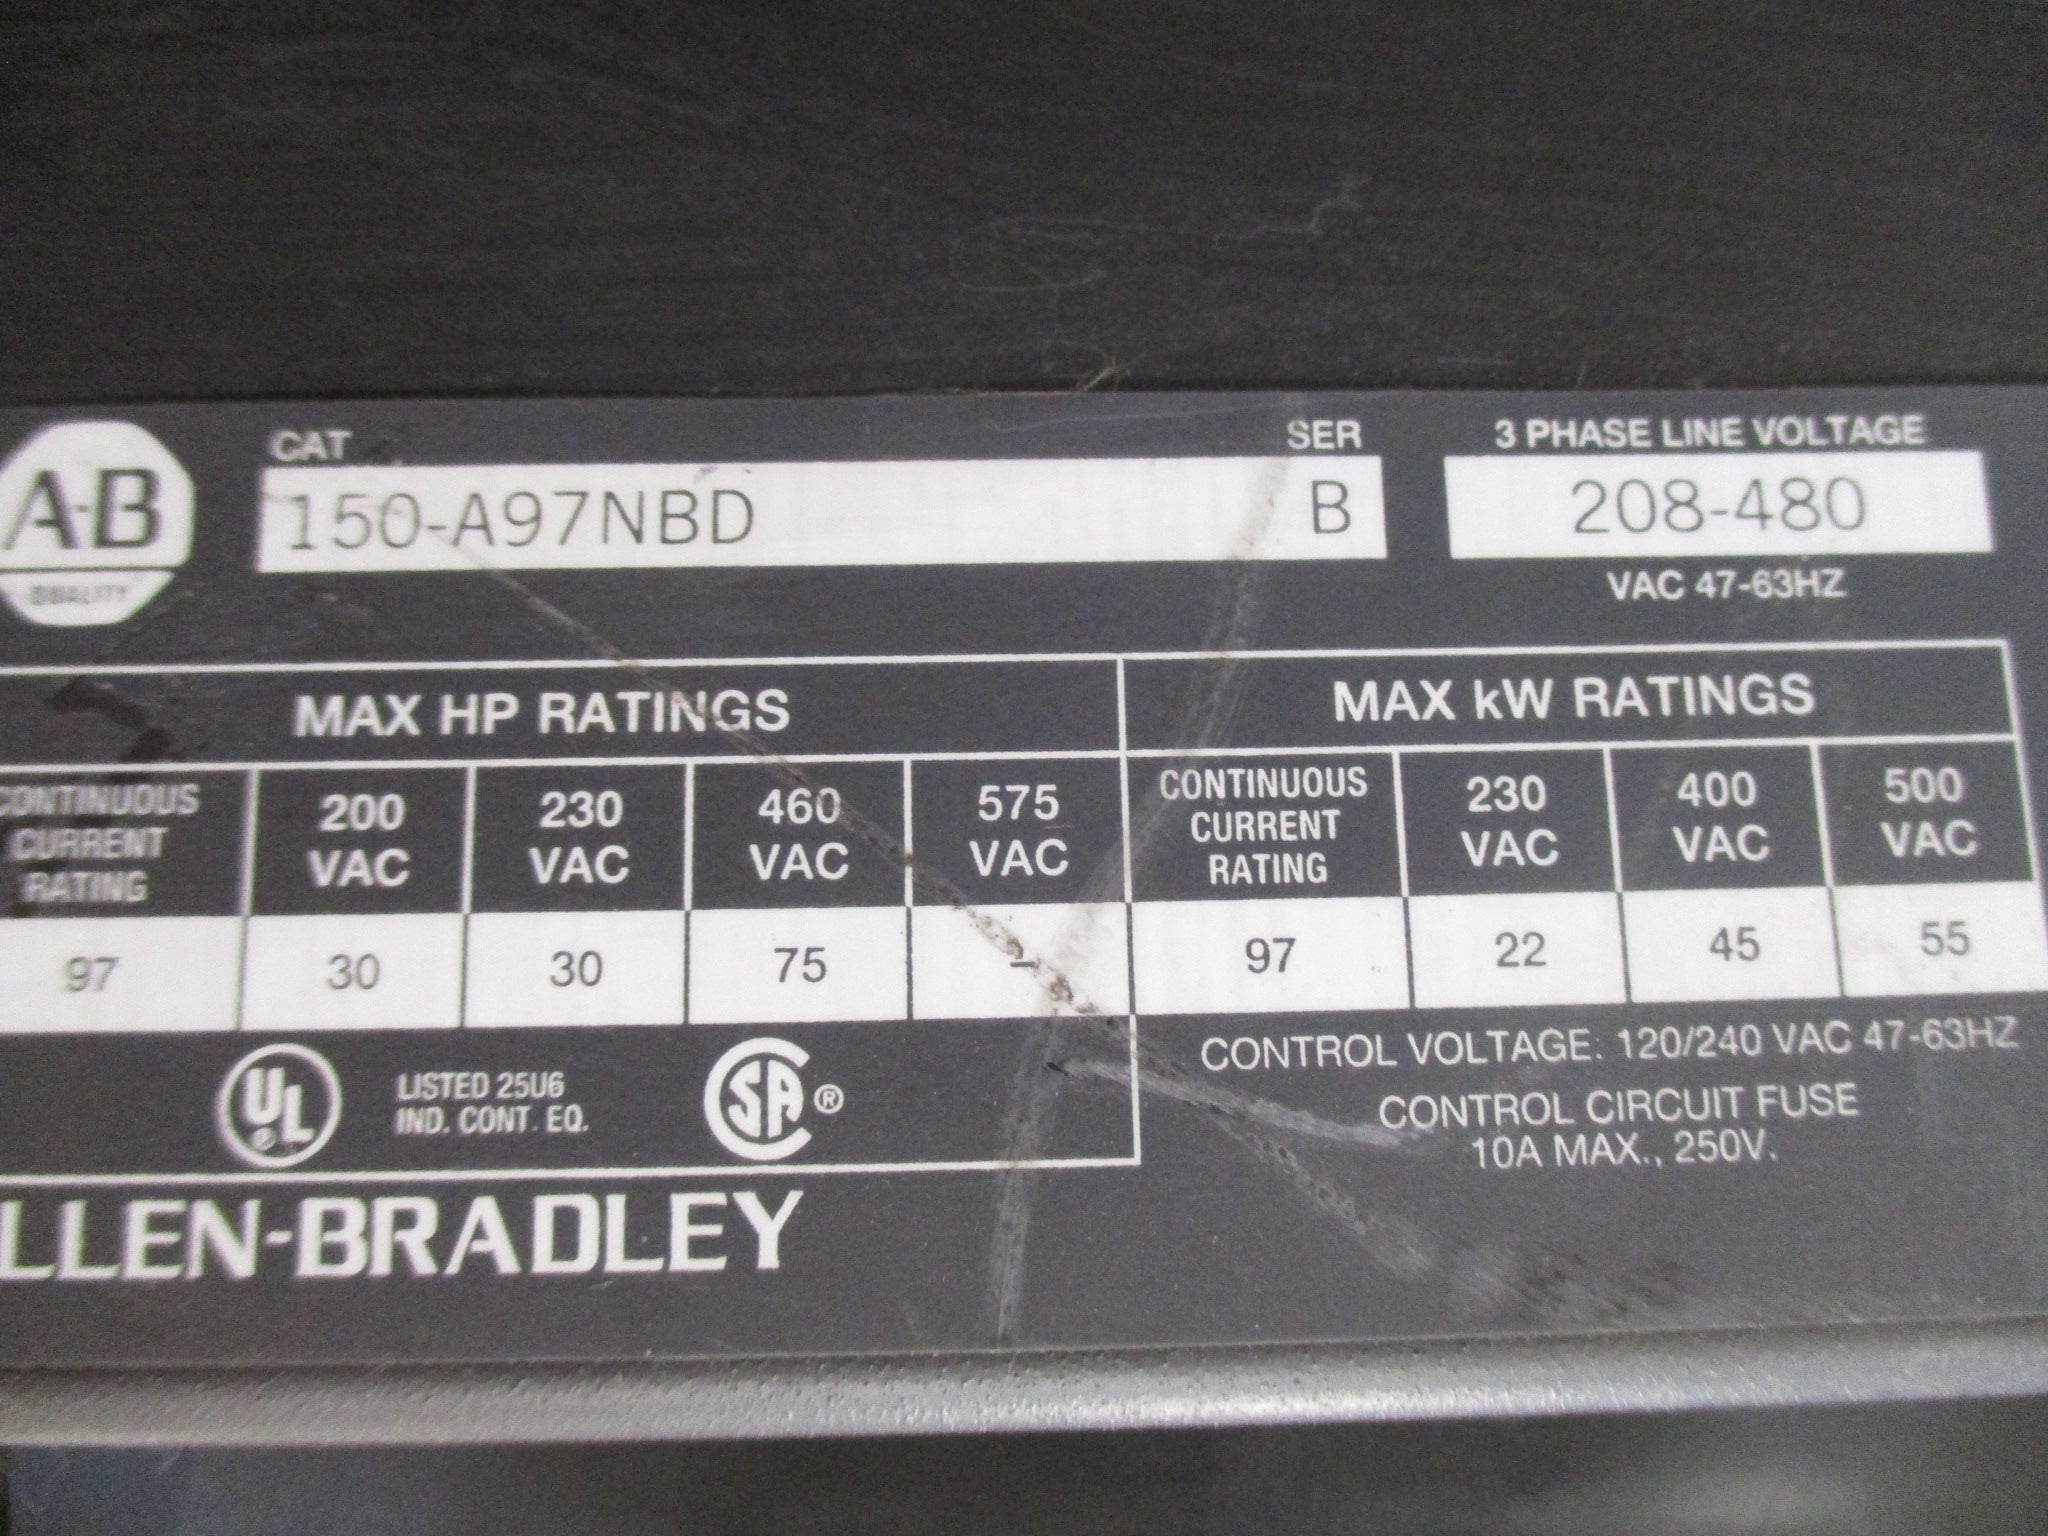 A-B
QUALITY
CAT SER
150-A97NBD B
3 PHASE LINE VOLTAGE
208-480
VAC 47-63HZ
MAX HP RATINGS
CONTINUOUS CURRENT RATING 200 VAC 230 VAC 460 VAC 575 VAC
97 30 30 75 -
MAX kW RATINGS
CONTINUOUS CURRENT RATING 230 VAC 400 VAC 500 VAC
97 22 45 55
UL
LISTED 25U6
IND. CONT. EQ.
CSA ®
CONTROL VOLTAGE: 120/240 VAC 47-63HZ
CONTROL CIRCUIT FUSE
10A MAX., 250V.
LLEN-BRADLEY